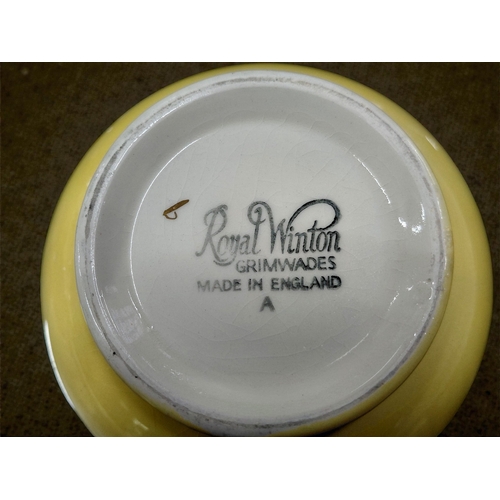 Royal Winton
GRIMWADES
MADE IN ENGLAND
A